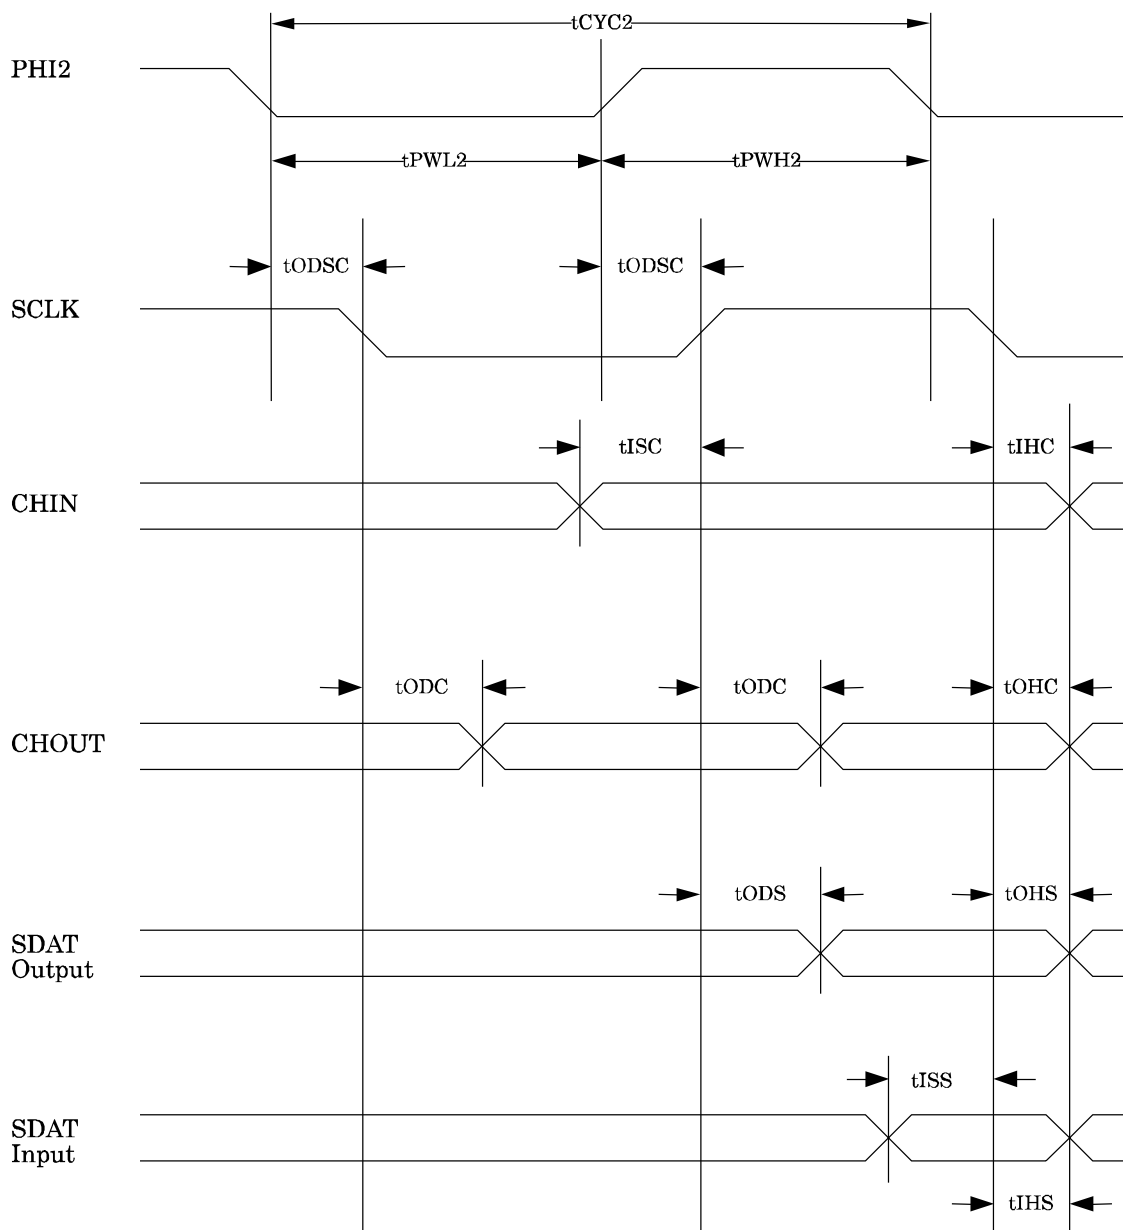 tCYC2
PHI2
tPWL2 tPWH2
tODSC tODSC
SCLK
tISC tIHC
CHIN
tODC tODC tOHC
CHOUT
tODS tOHS
SDAT
Output
tISS
SDAT
Input
tIHS